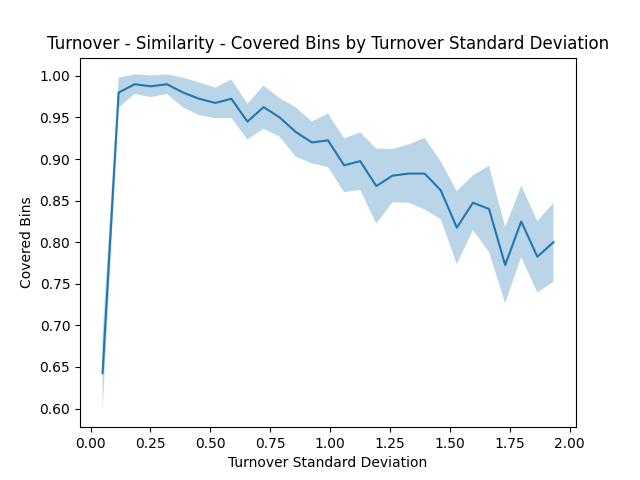 Turnover - Similarity - Covered Bins by Turnover Standard Deviation
1.00
0.95
0.90
0.85
0.80
0.75
0.70
0.65
0.60
Covered Bins
0.00 0.25 0.50 0.75 1.00 1.25 1.50 1.75 2.00
Turnover Standard Deviation